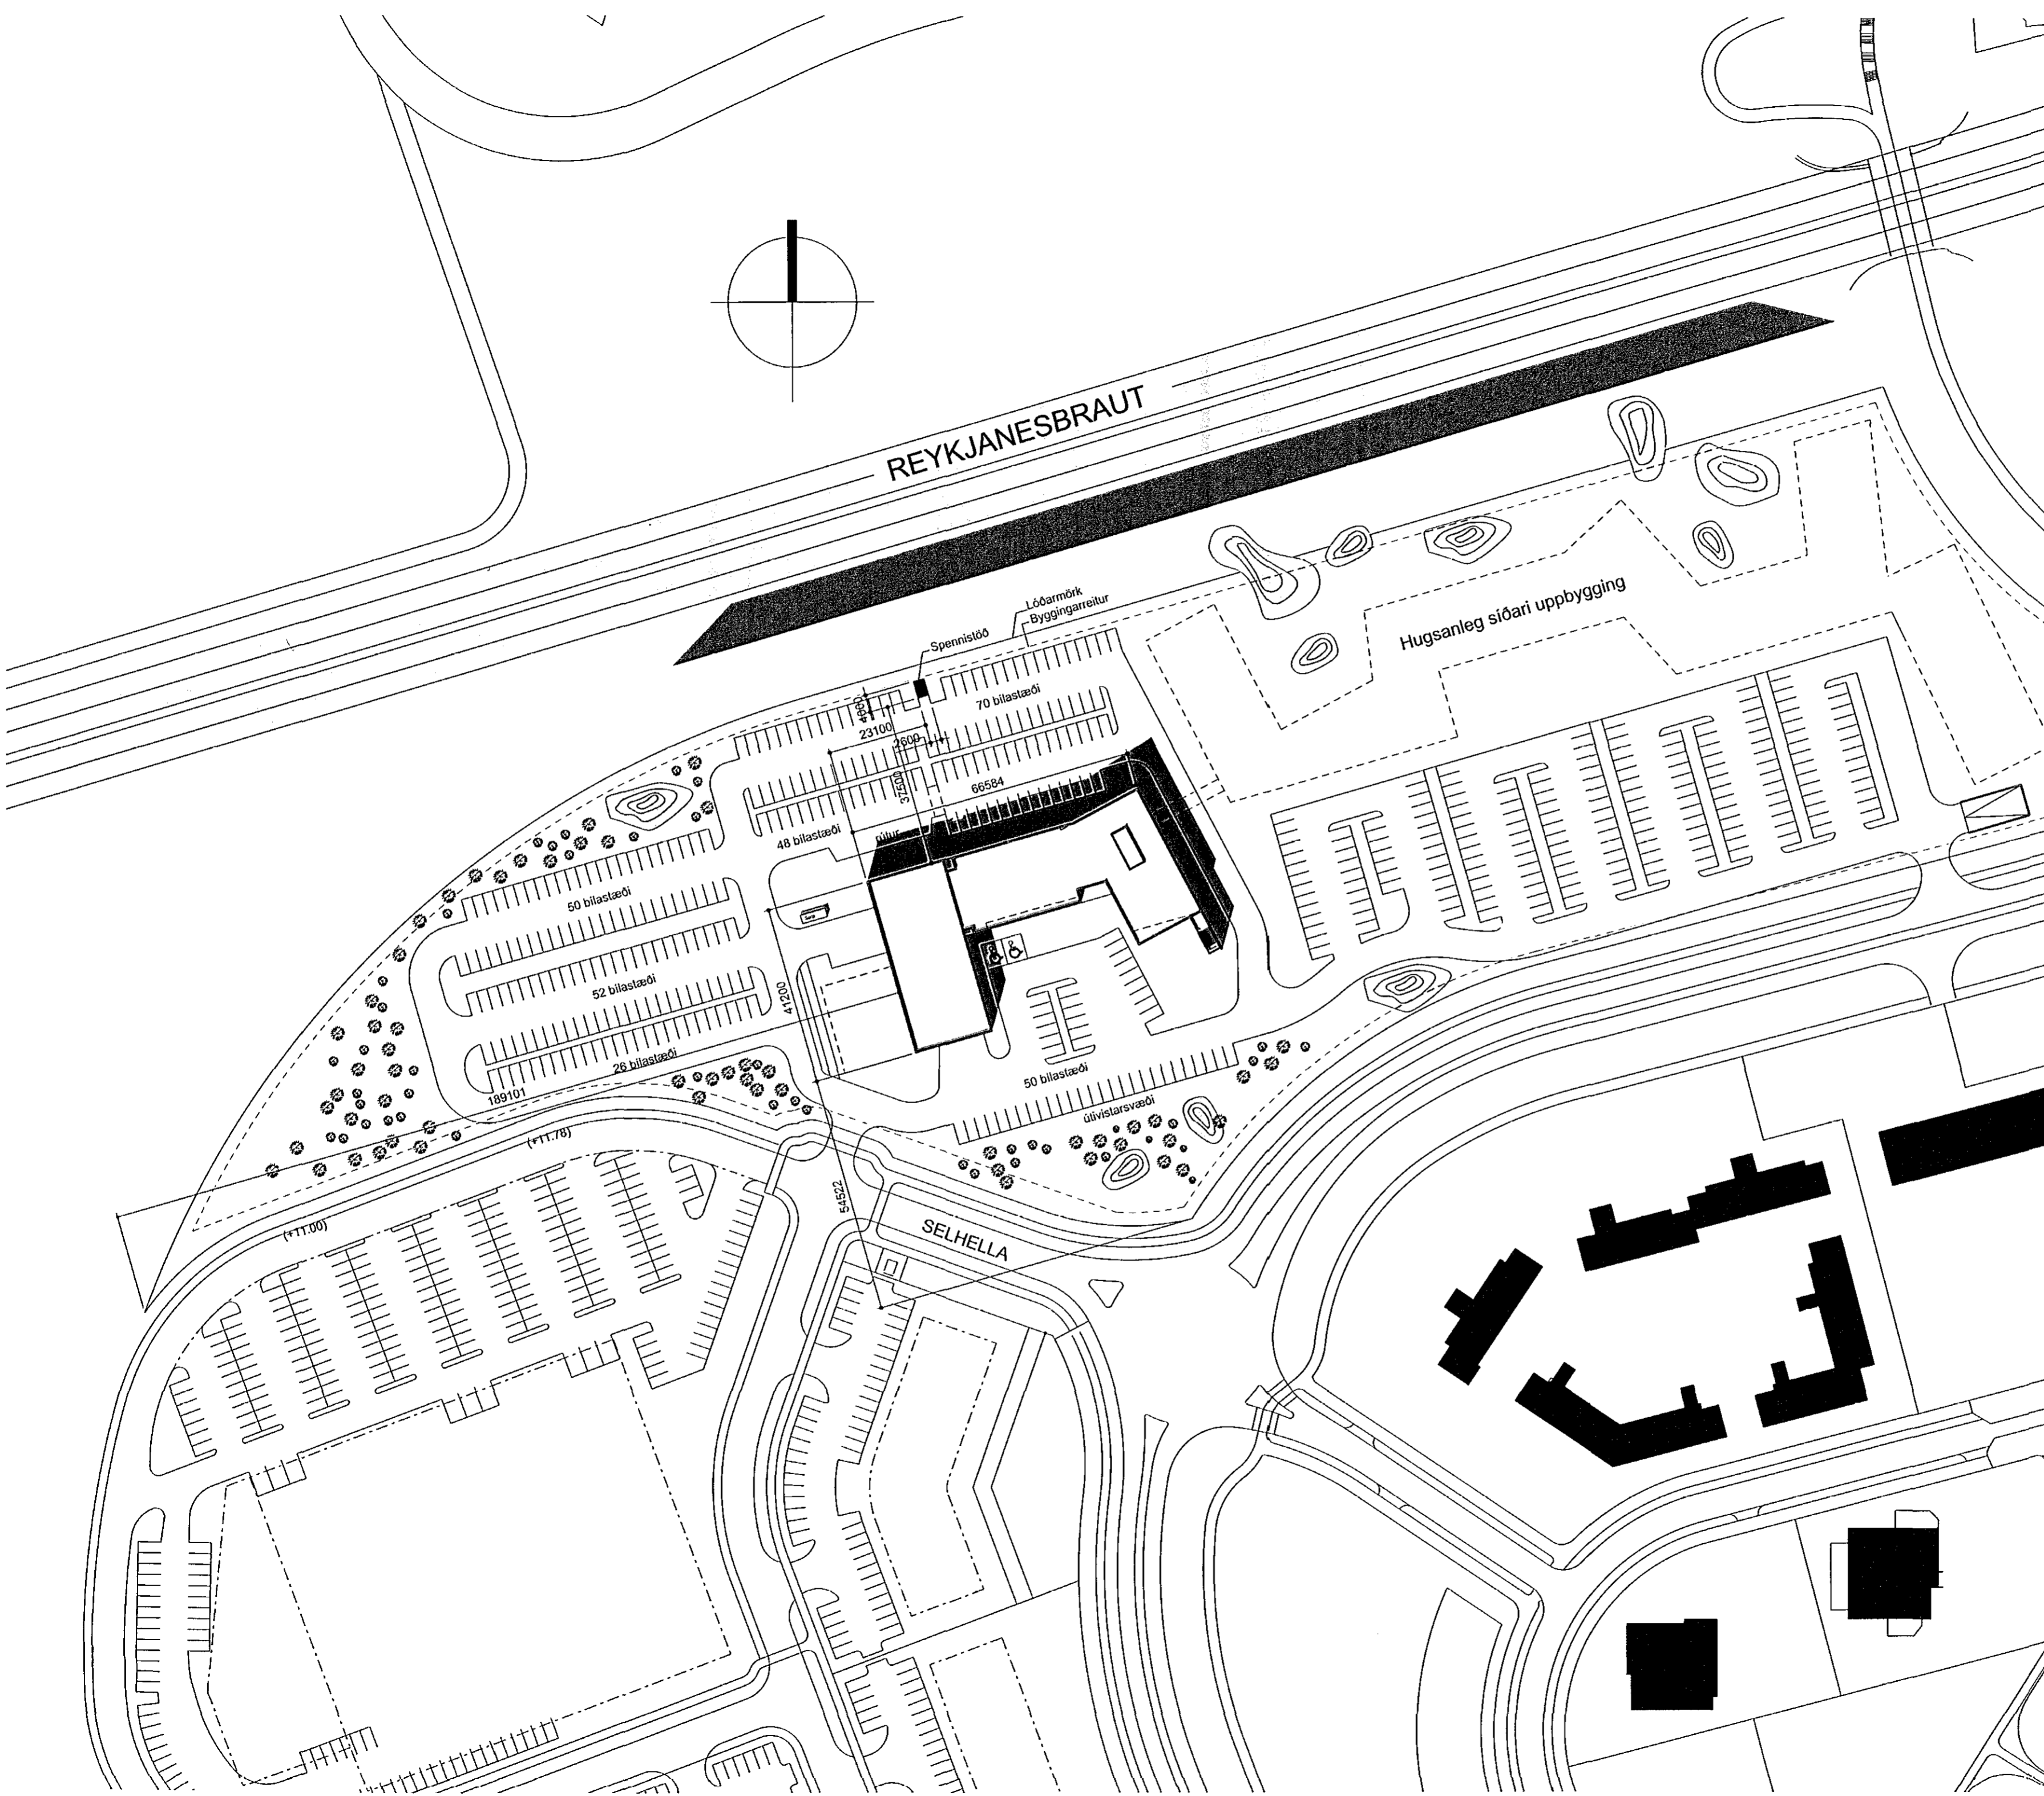 REYKJANESBRAUT
Lóðarmörk
Byggingarreitur
Spennistöð
Hugsanleg síðari uppbygging
70 bílastæði
4000
23100
2600
37500
66584
rútur
48 bílastæði
50 bílastæði
52 bílastæði
41200
26 bílastæði
189101
50 bílastæði
útivistarsvæði
(+11.78)
(+11.00)
54522
SELHELLA